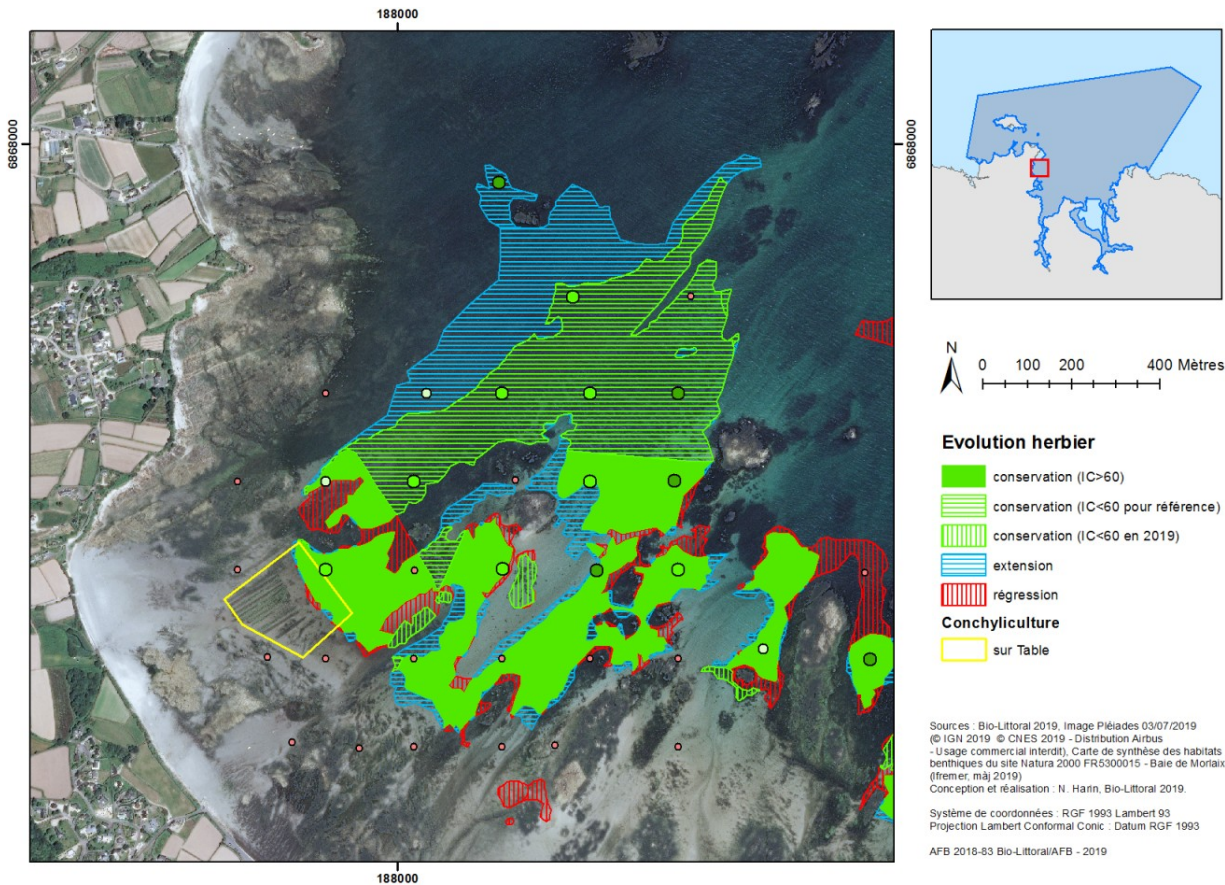 188000
6868000
6868000
N
0 100 200 400 Mètres
Evolution herbier
conservation (IC>60)
conservation (IC<60 pour référence)
conservation (IC<60 en 2019)
extension
régression
Conchyliculture
sur Table
Sources : Bio-Littoral 2019, Image Pléiades 03/07/2019
(© IGN 2019 © CNES 2019 - Distribution Airbus
- Usage commercial interdit), Carte de synthèse des habitats
benthiques du site Natura 2000 FR5300015 - Baie de Morlaix
(Ifremer, màj 2019)
Conception et réalisation : N. Harin, Bio-Littoral 2019.
Système de coordonnées : RGF 1993 Lambert 93
Projection Lambert Conformal Conic : Datum RGF 1993
AFB 2018-83 Bio-Littoral/AFB - 2019
188000